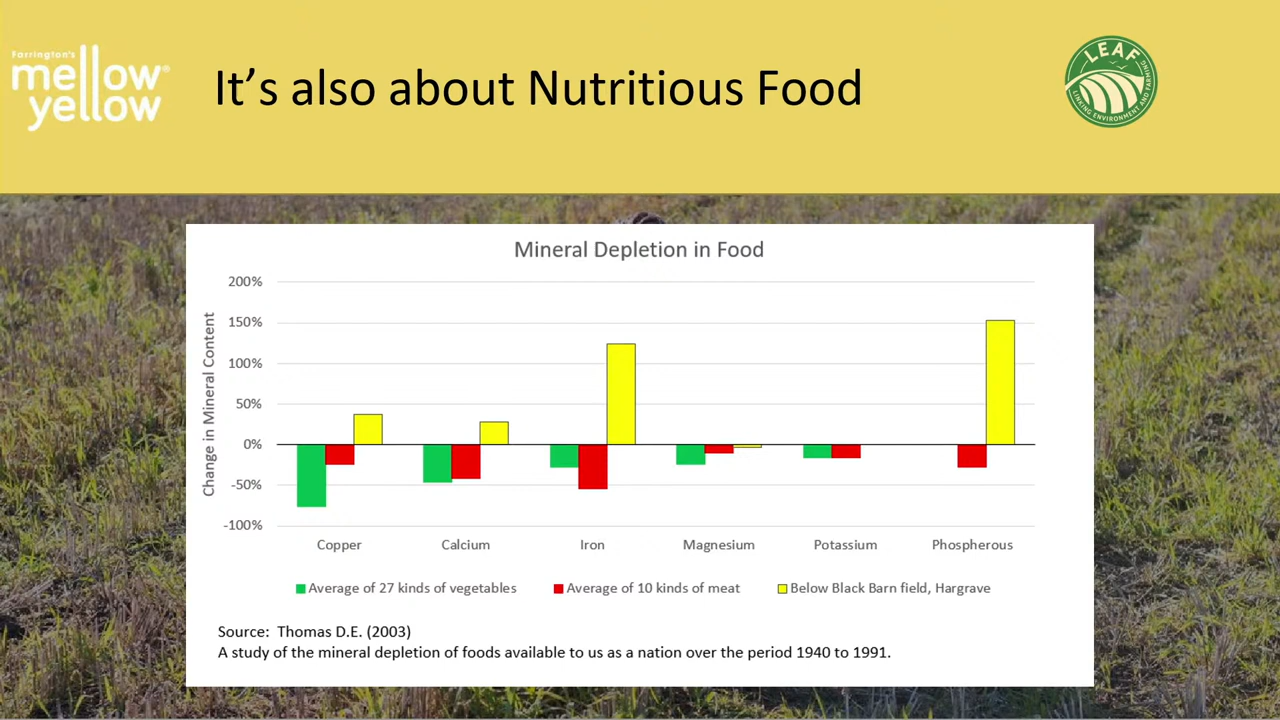 Farrington's
mellow®
yellow
It's also about Nutritious Food
LEAF
LINKING ENVIRONMENT AND FARMING
Mineral Depletion in Food
Change in Mineral Content
200%
150%
100%
50%
0%
-50%
-100%
Copper Calcium Iron Magnesium Potassium Phospherous
Average of 27 kinds of vegetables Average of 10 kinds of meat Below Black Barn field, Hargrave
Source: Thomas D.E. (2003)
A study of the mineral depletion of foods available to us as a nation over the period 1940 to 1991.